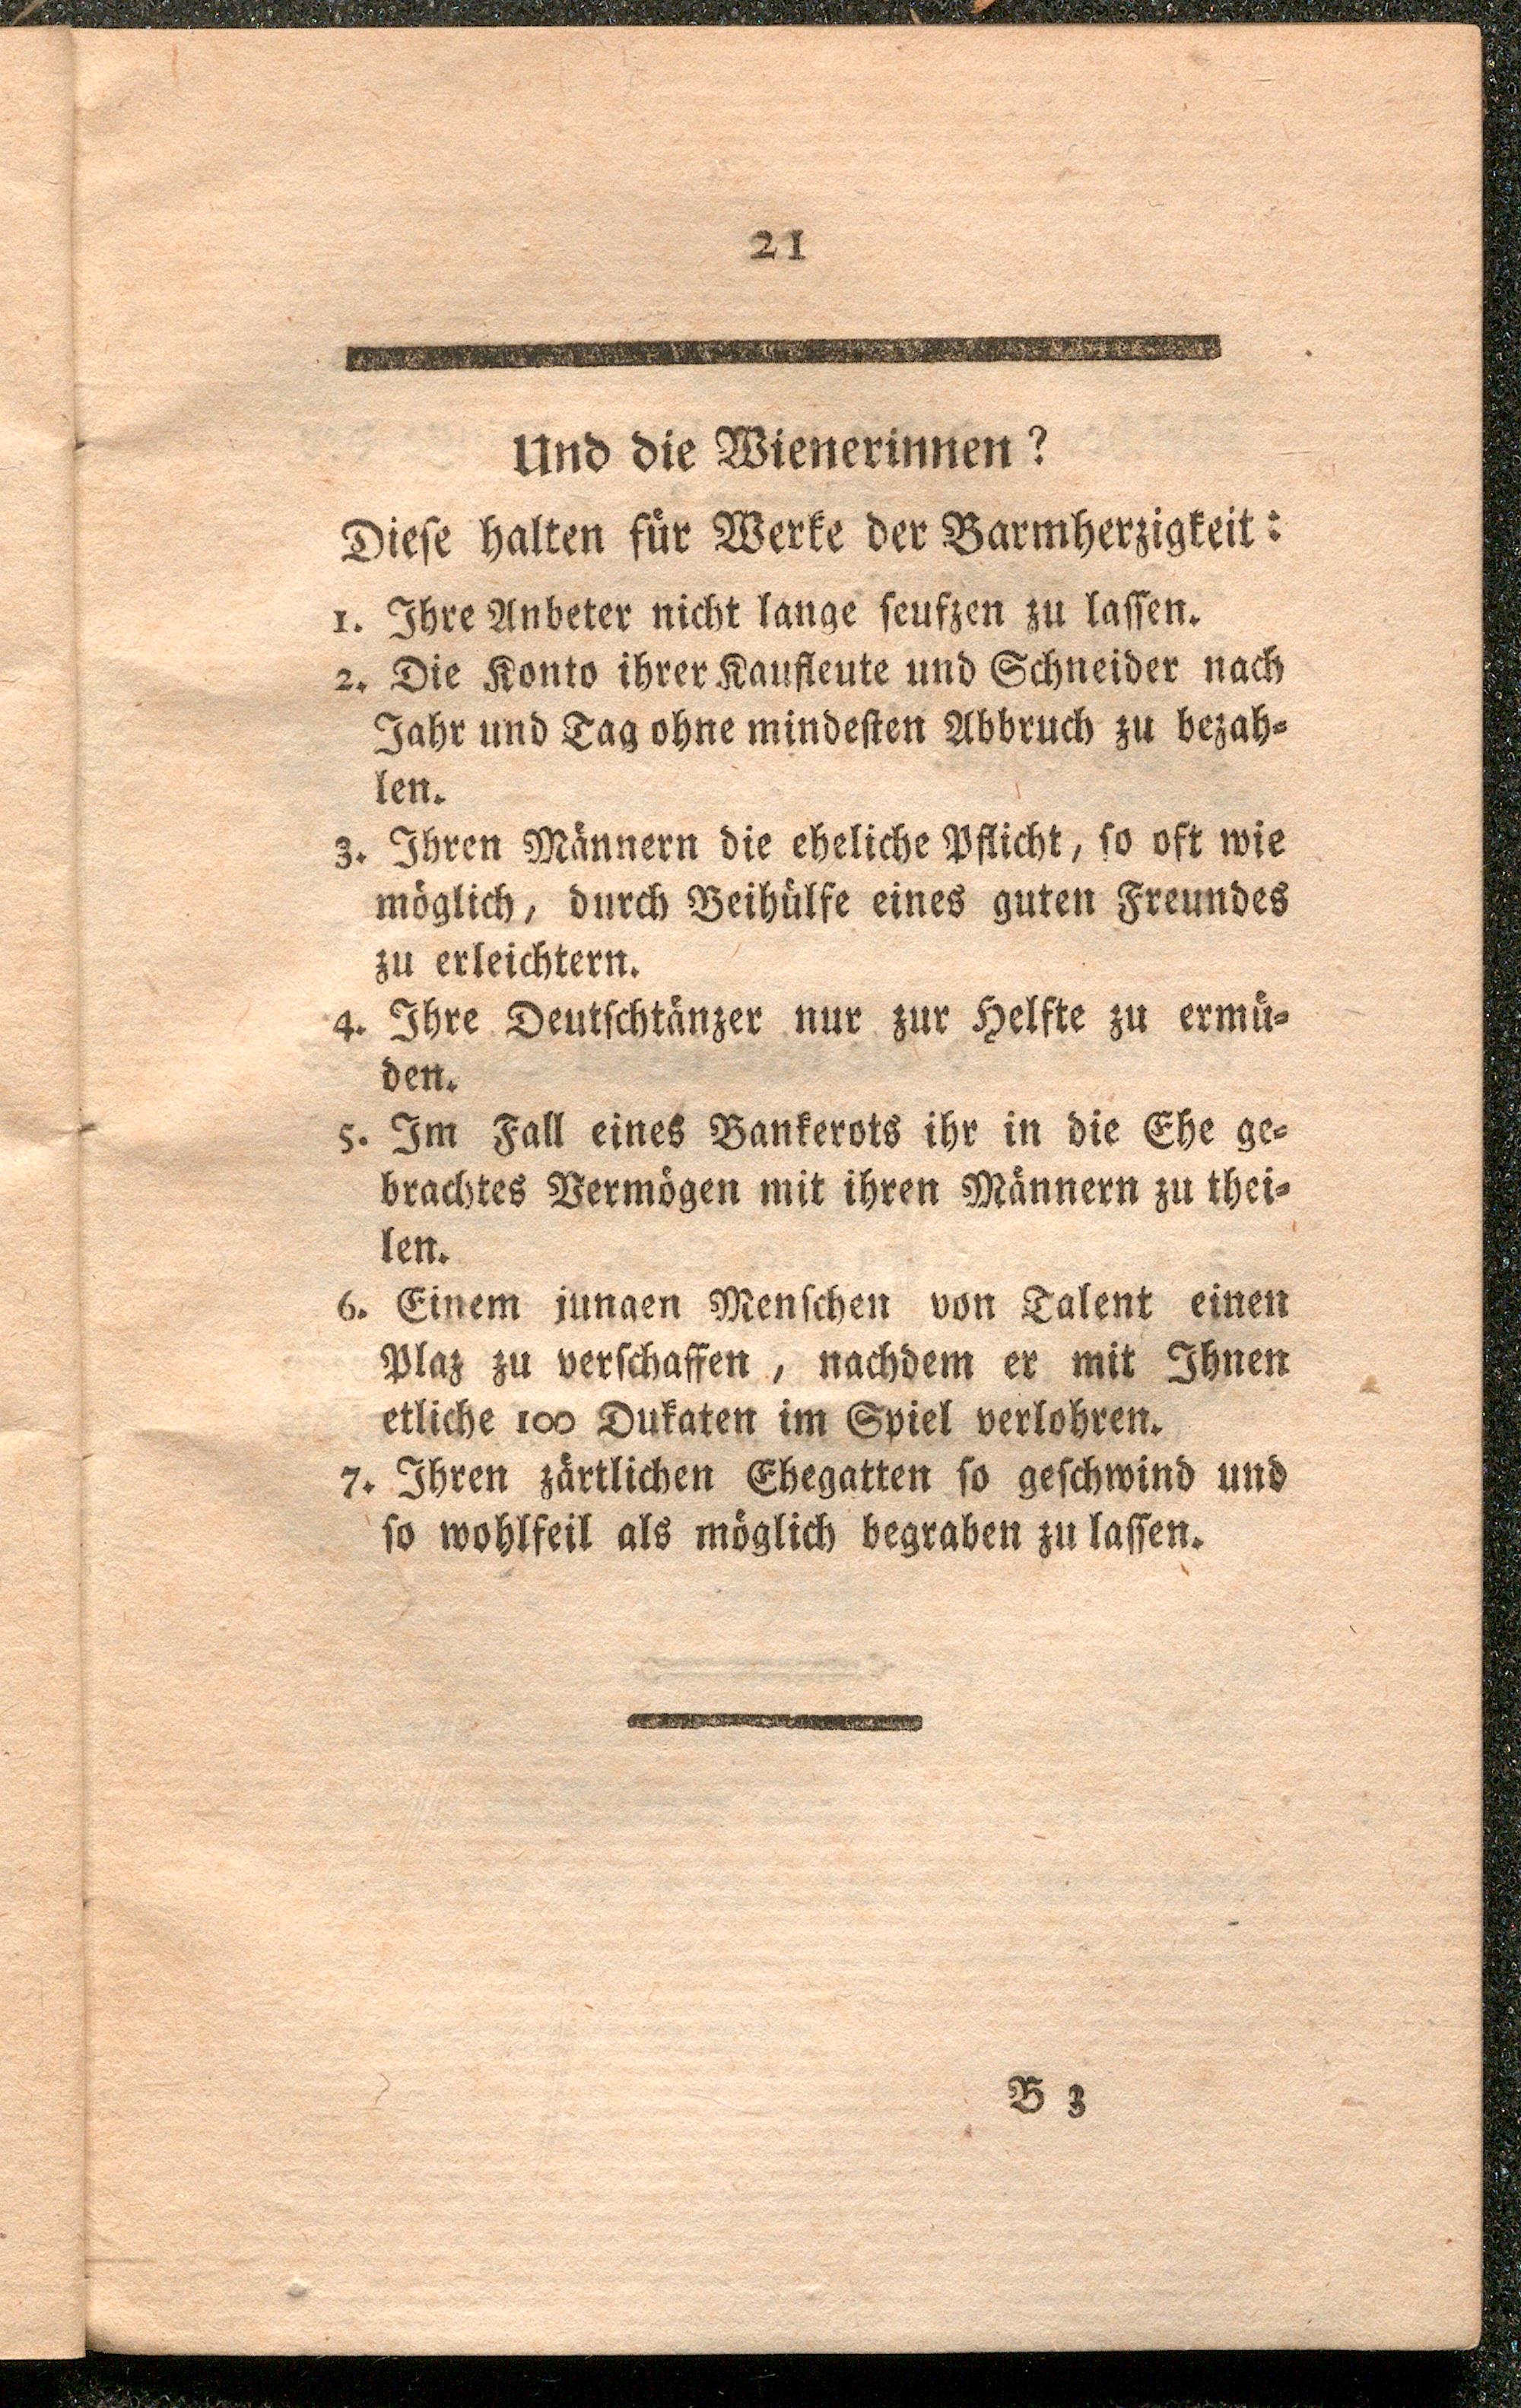 21
Und die Wienerinnen?
Diese halten für Werke der Barmherzigkeit:
1. Ihre Anbeter nicht lange seufzen zu lassen.
2. Die Konto ihrer Kaufleute und Schneider nach
Jahr und Tag ohne mindesten Abbruch zu bezah-
len.
3. Ihren Männern die eheliche Pflicht, so oft wie
möglich, durch Beihülfe eines guten Freundes
zu erleichtern.
4. Ihre Deutschtänzer nur zur Helfte zu ermü-
den.
5. Im Fall eines Bankerots ihr in die Ehe ge-
brachtes Vermögen mit ihren Männern zu thei-
len.
6. Einem jungen Menschen von Talent einen
Plaz zu verschaffen, nachdem er mit Ihnen
etliche 100 Dukaten im Spiel verlohren.
7. Ihren zärtlichen Ehegatten so geschwind und
so wohlfeil als möglich begraben zu lassen.
B 3